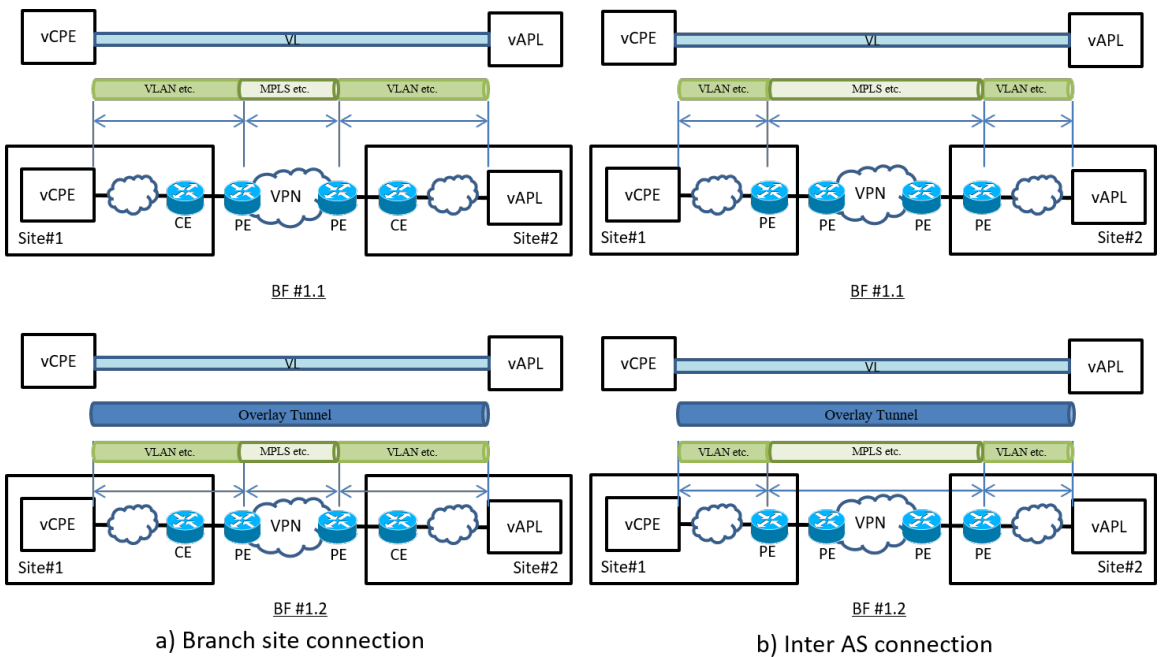 vCPE
VL
vAPL
VLAN etc.
MPLS etc.
VLAN etc.
vCPE
VPN
vAPL
CE
PE
PE
CE
Site#1
Site#2
BF #1.1
vCPE
VL
vAPL
VLAN etc.
MPLS etc.
VLAN etc.
vCPE
VPN
vAPL
PE
PE
PE
PE
Site#1
Site#2
BF #1.1
vCPE
VL
vAPL
Overlay Tunnel
VLAN etc.
MPLS etc.
VLAN etc.
vCPE
VPN
vAPL
CE
PE
PE
CE
Site#1
Site#2
BF #1.2
a) Branch site connection
vCPE
VL
vAPL
Overlay Tunnel
VLAN etc.
MPLS etc.
VLAN etc.
vCPE
VPN
vAPL
PE
PE
PE
PE
Site#1
Site#2
BF #1.2
b) Inter AS connection